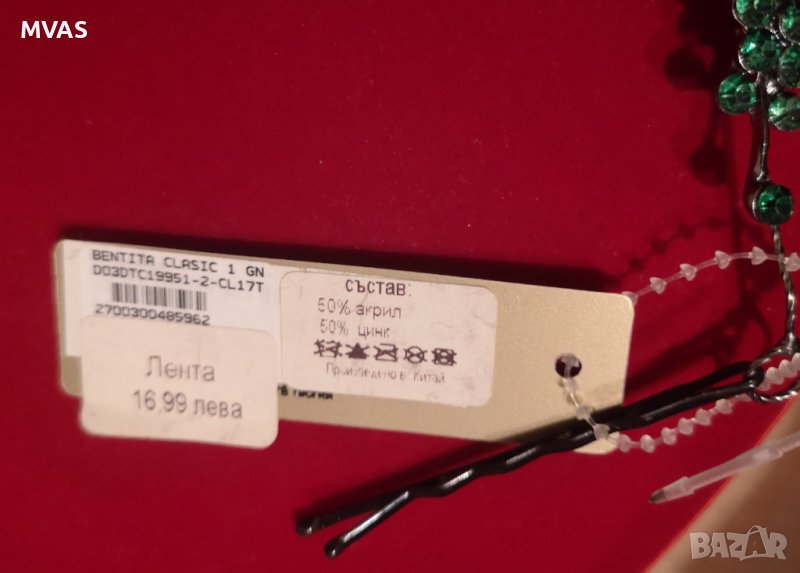 MVAS
BENTITA CLASIC 1 GN
D03DTC19951-2-CL17T
2700300485962
Лента
16,99 лева
състав:
50% акрил
50% цинк
Произведено в: Китай
BAZAR